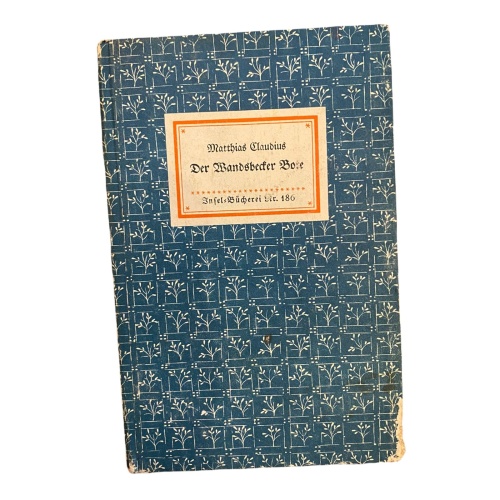 Matthias Claudius
Der Wandsbecker Bote
Insel-Bücherei Nr. 186